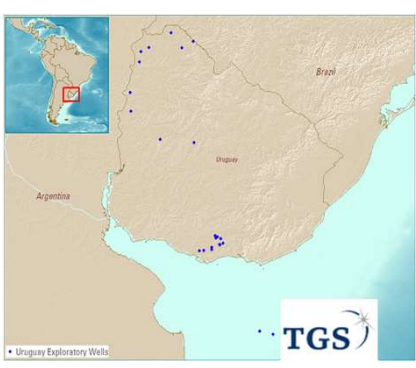 Brazil
Uruguay
Argentina
TGS
Uruguay Exploratory Wells